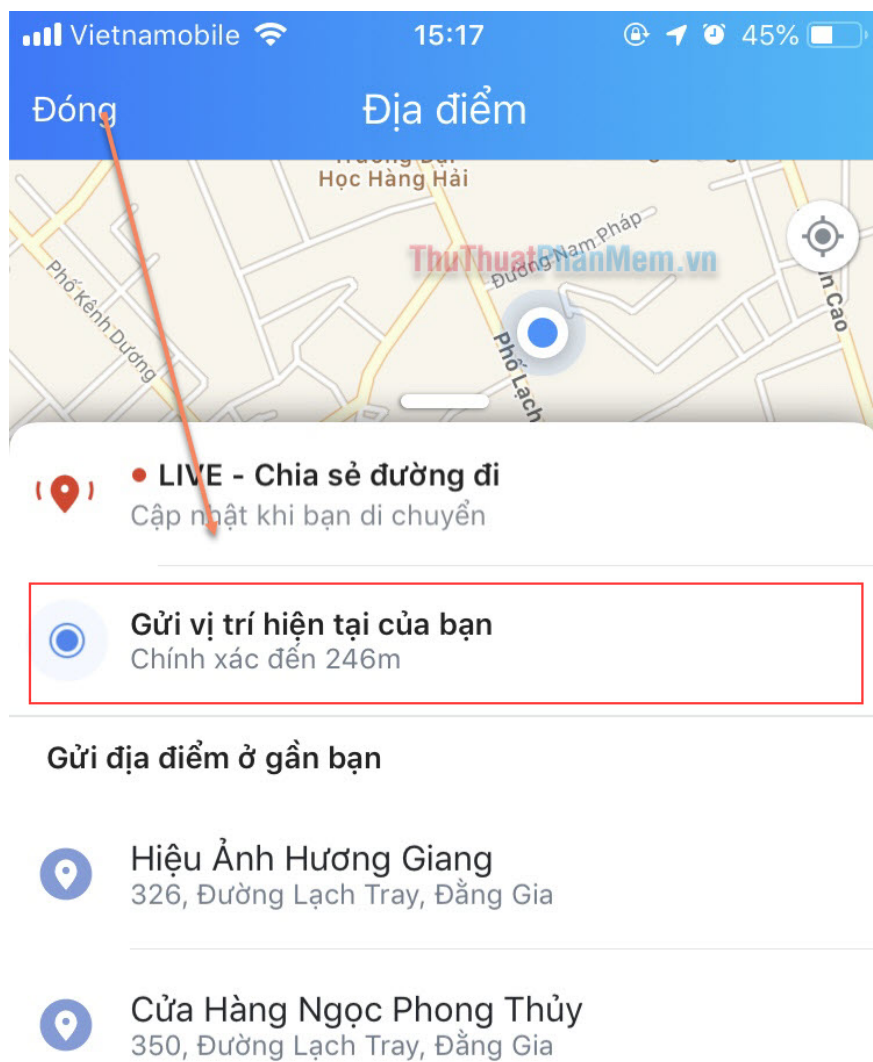 Vietnamobile 15:17 45%
Đóng Địa điểm
Học Hàng Hải
ThuThuatPhanMem.vn
Đường Nam Pháp
Phố Kênh Dương
Phố Lạch
n Cao
• LIVE - Chia sẻ đường đi
Cập nhật khi bạn di chuyển
Gửi vị trí hiện tại của bạn
Chính xác đến 246m
Gửi địa điểm ở gần bạn
Hiệu Ảnh Hương Giang
326, Đường Lạch Tray, Đằng Gia
Cửa Hàng Ngọc Phong Thủy
350, Đường Lạch Tray, Đằng Gia